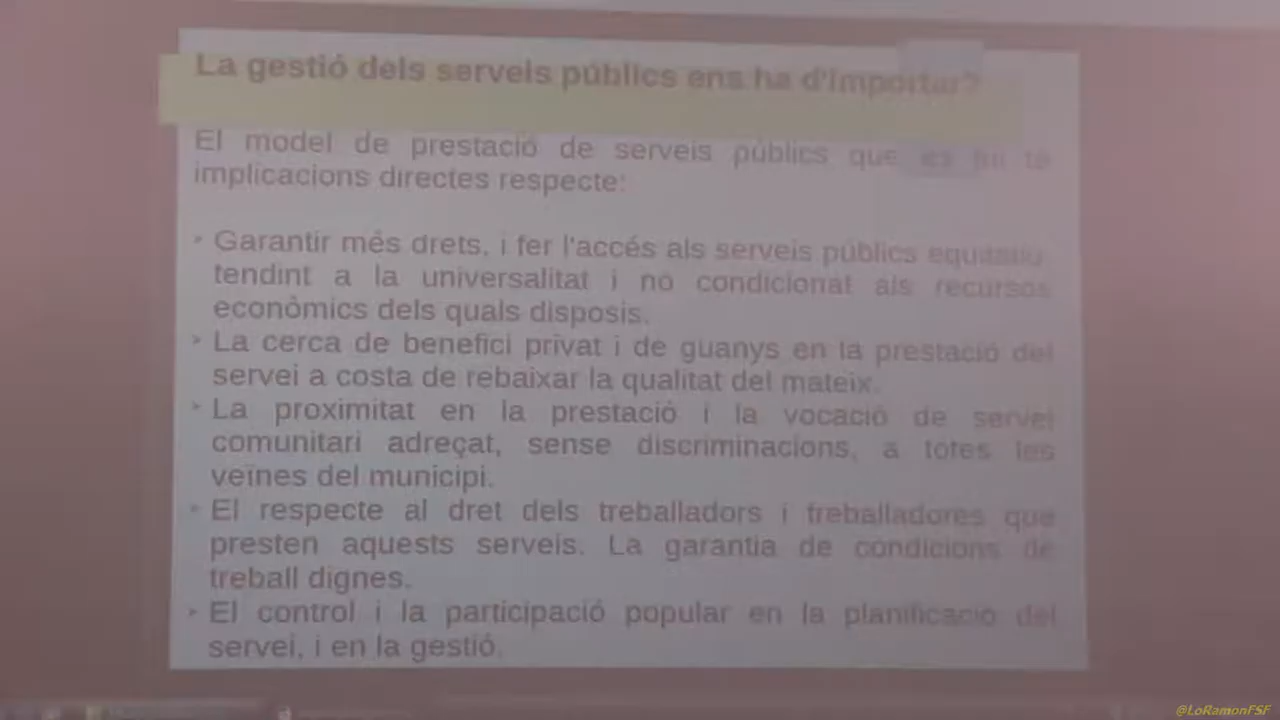 La gestió dels serveis públics ens ha d'importar?
El model de prestació de serveis públics que es fa té
implicacions directes respecte:
Garantir més drets, i fer l'accés als serveis públics equitatiu,
tendint a la universalitat i no condicionat als recursos
econòmics dels quals disposis.
La cerca de benefici privat i de guanys en la prestació del
servei a costa de rebaixar la qualitat del mateix.
La proximitat en la prestació i la vocació de servei
comunitari adreçat, sense discriminacions, a totes les
veïnes del municipi.
El respecte al dret dels treballadors i treballadores que
presten aquests serveis. La garantia de condicions de
treball dignes.
El control i la participació popular en la planificació del
servei, i en la gestió.
@LoRamonFSF